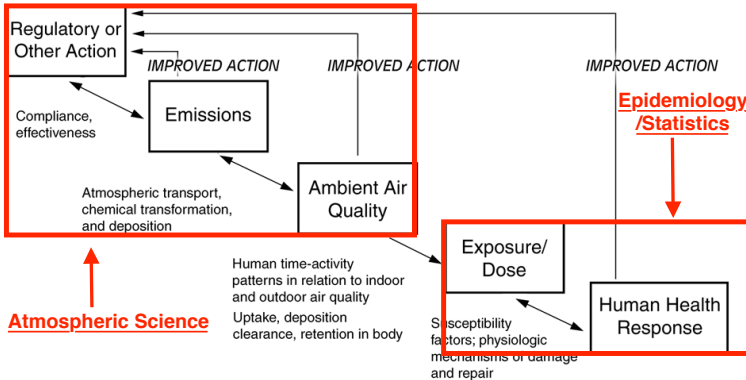 Regulatory or
Other Action
IMPROVED ACTION
IMPROVED ACTION
IMPROVED ACTION
Epidemiology
/Statistics
Compliance,
effectiveness
Emissions
Atmospheric transport,
chemical transformation,
and deposition
Ambient Air
Quality
Exposure/
Dose
Human time-activity
patterns in relation to indoor
and outdoor air quality
Uptake, deposition
clearance, retention in body
Atmospheric Science
Human Health
Response
Susceptibility
factors; physiologic
mechanisms of damage
and repair